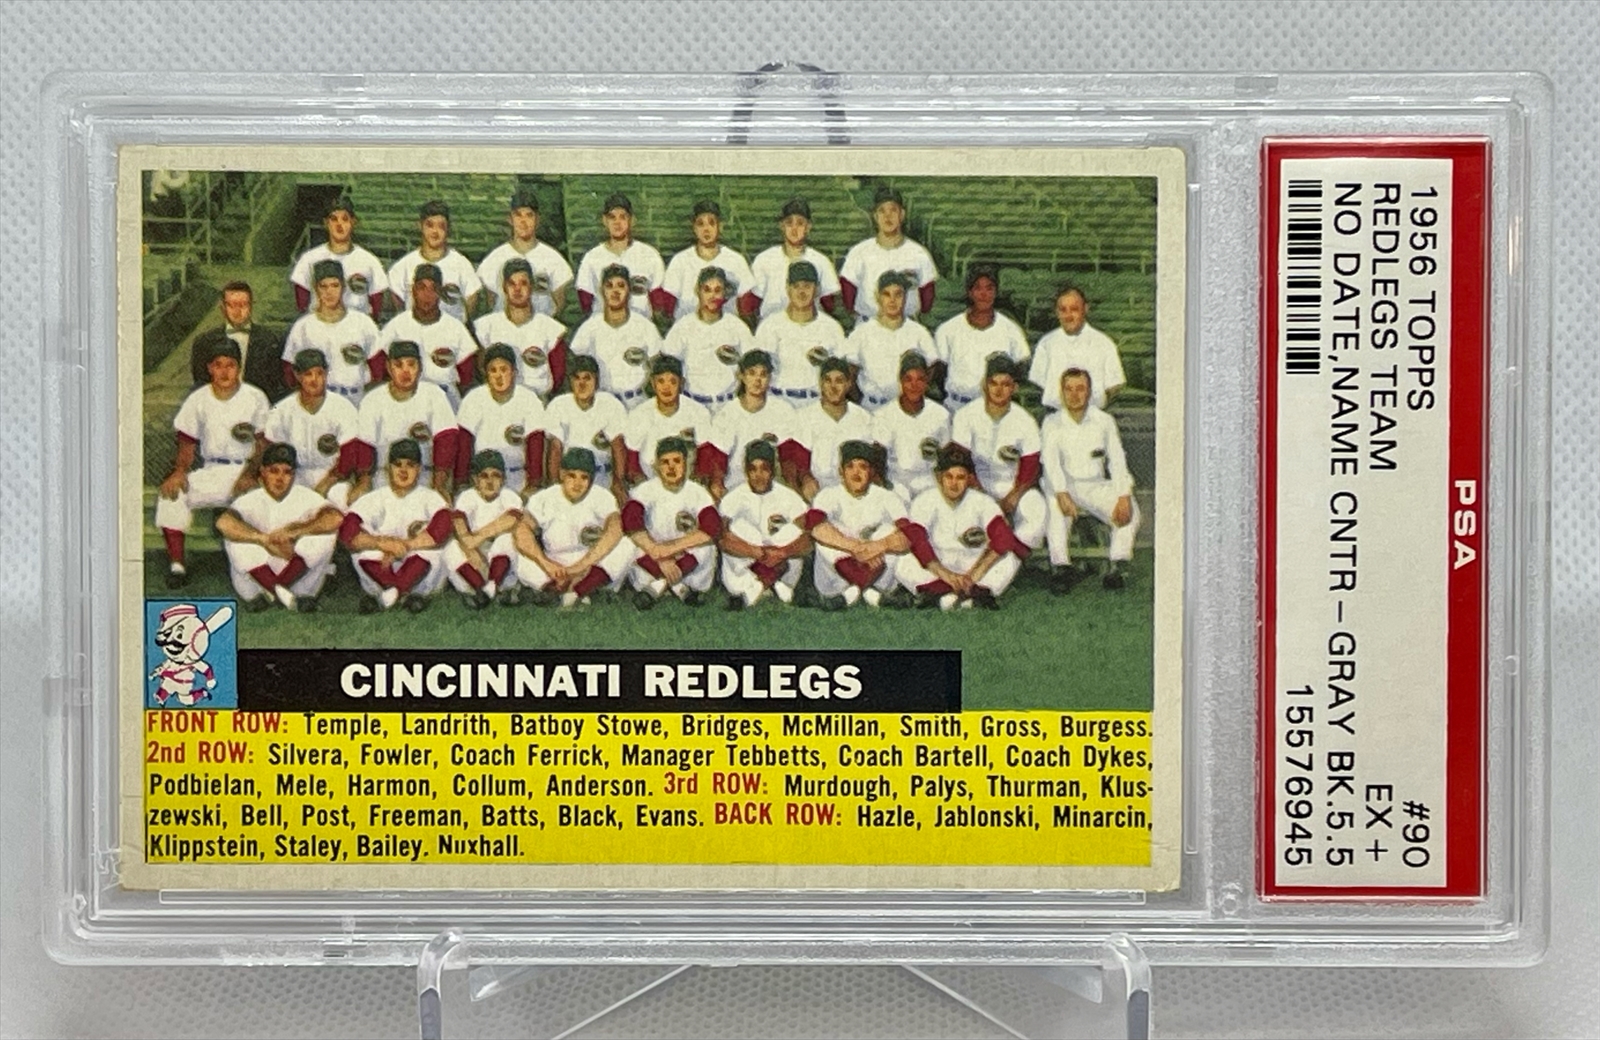 CINCINNATI REDLEGS
FRONT ROW: Temple, Landrith, Batboy Stowe, Bridges, McMillan, Smith, Gross, Burgess.
2nd ROW: Silvera, Fowler, Coach Ferrick, Manager Tebbetts, Coach Bartell, Coach Dykes,
Podbielan, Mele, Harmon, Collum, Anderson. 3rd ROW: Murdough, Palys, Thurman, Klus-
zewski, Bell, Post, Freeman, Batts, Black, Evans. BACK ROW: Hazle, Jablonski, Minarcin,
Klippstein, Staley, Bailey. Nuxhall.
PSA
1956 TOPPS #90
REDLEGS TEAM EX +
NO DATE,NAME CNTR-GRAY BK.5.5
15576945